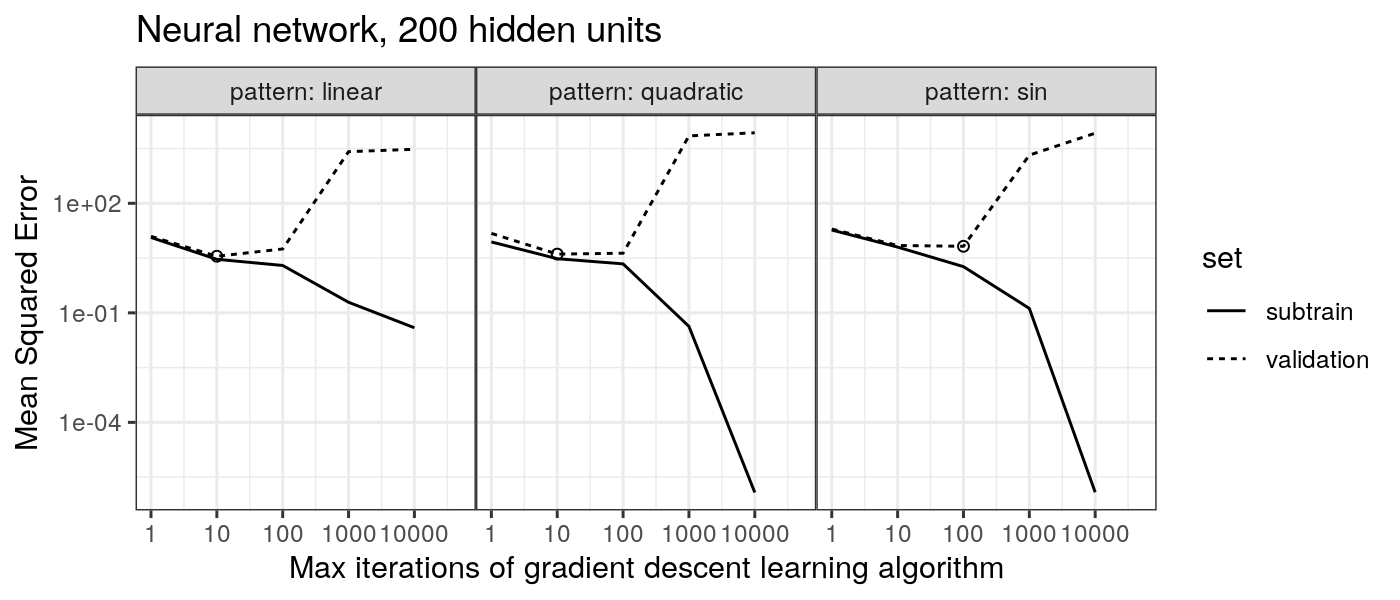 Neural network, 200 hidden units
pattern: linear
pattern: quadratic
pattern: sin
Mean Squared Error
1e+02
1e-01
1e-04
1 10 100 1000 10000
1 10 100 1000 10000
1 10 100 1000 10000
Max iterations of gradient descent learning algorithm
set
subtrain
validation